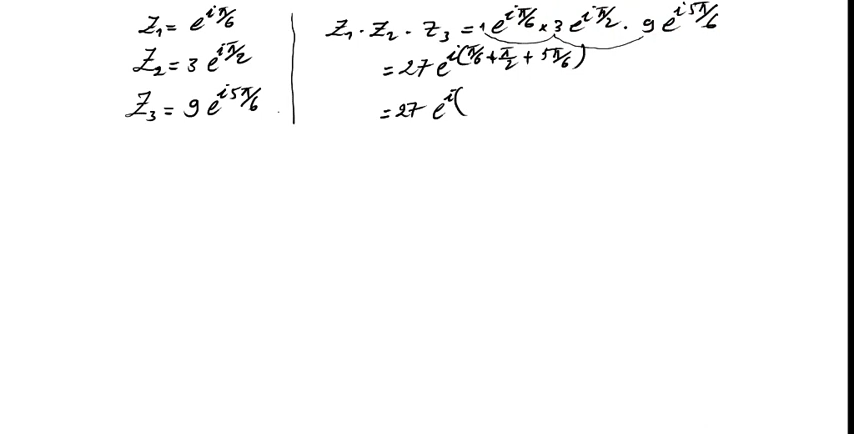 Z₁ = e^{iπ/6}
Z₂ = 3 e^{iπ/2}
Z₃ = 9 e^{i5π/6}
Z₁ · Z₂ · Z₃ = 1 e^{iπ/6} × 3 e^{iπ/2} · 9 e^{i5π/6}
= 27 e^{i(π/6 + π/2 + 5π/6)}
= 27 e^{i(